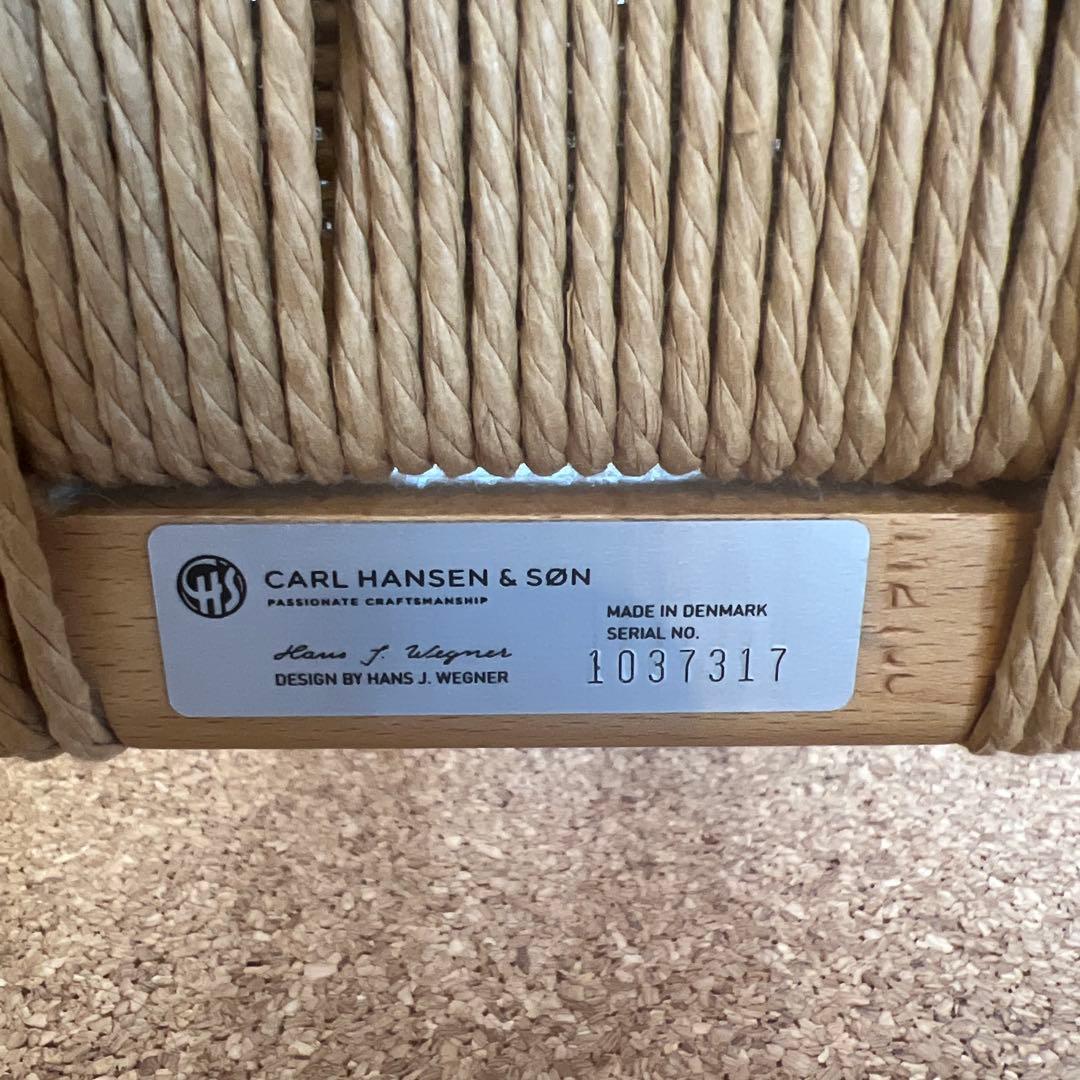 CHS
CARL HANSEN & SØN
PASSIONATE CRAFTSMANSHIP
Hans J. Wegner
DESIGN BY HANS J. WEGNER
MADE IN DENMARK
SERIAL NO.
1037317